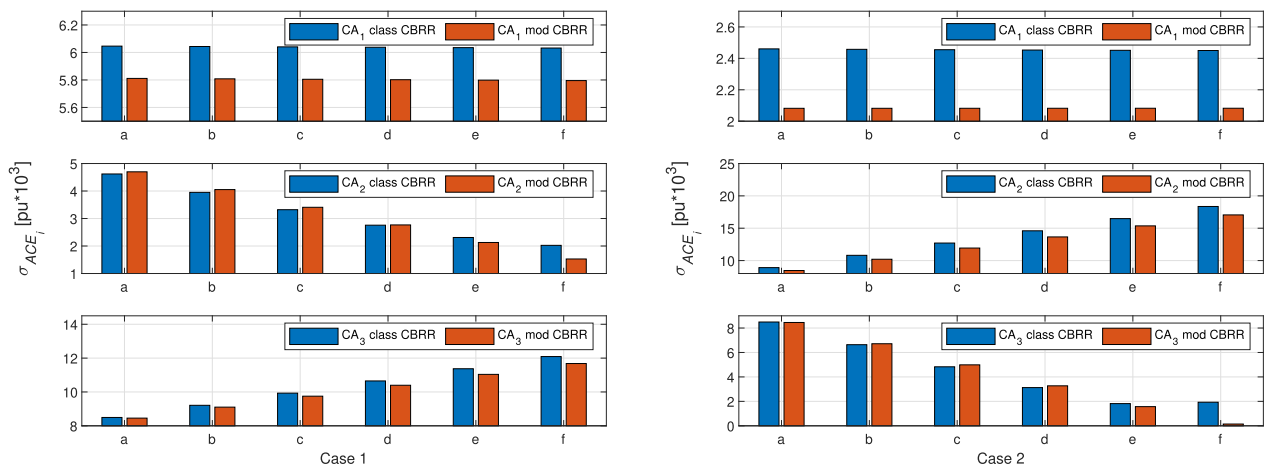 6.2
6
5.8
5.6
CA1 class CBRR CA1 mod CBRR
a b c d e f
σACEi [pu*10^3]
5
4
3
2
1
CA2 class CBRR CA2 mod CBRR
a b c d e f
14
12
10
8
CA3 class CBRR CA3 mod CBRR
a b c d e f
Case 1
2.6
2.4
2.2
2
CA1 class CBRR CA1 mod CBRR
a b c d e f
σACEi [pu*10^3]
25
20
15
10
CA2 class CBRR CA2 mod CBRR
a b c d e f
8
6
4
2
0
CA3 class CBRR CA3 mod CBRR
a b c d e f
Case 2